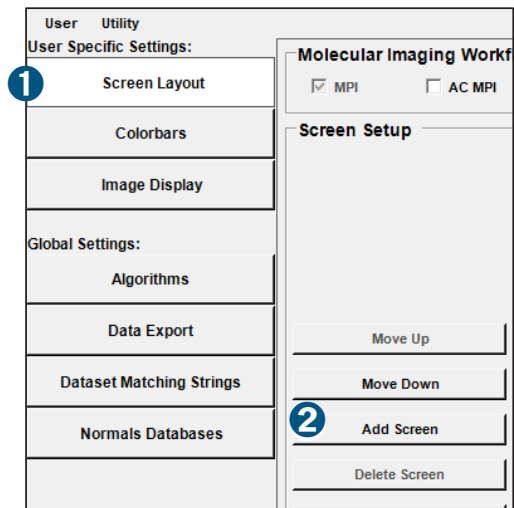 User Utility
User Specific Settings:
1
Screen Layout
Colorbars
Image Display
Global Settings:
Algorithms
Data Export
Dataset Matching Strings
Normals Databases
Molecular Imaging Workf
MPI AC MPI
Screen Setup
Move Up
Move Down
2
Add Screen
Delete Screen